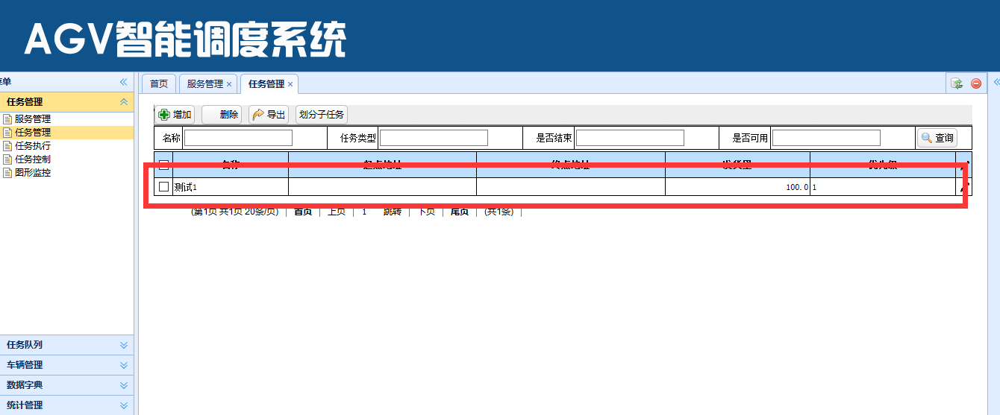 AGV智能调度系统
菜单
首页 服务管理 × 任务管理 ×
任务管理
服务管理
任务管理
任务执行
任务控制
图形监控
任务队列
车辆管理
数据字典
统计管理
增加 删除 导出 划分子任务
名称 任务类型 是否结束 是否可用 查询
名称 起点地址 终点地址 发货量 优先级
测试1 100.0 1
(第1页 共1页 20条/页) 首页 上页 1 跳转 下页 尾页 (共1条)